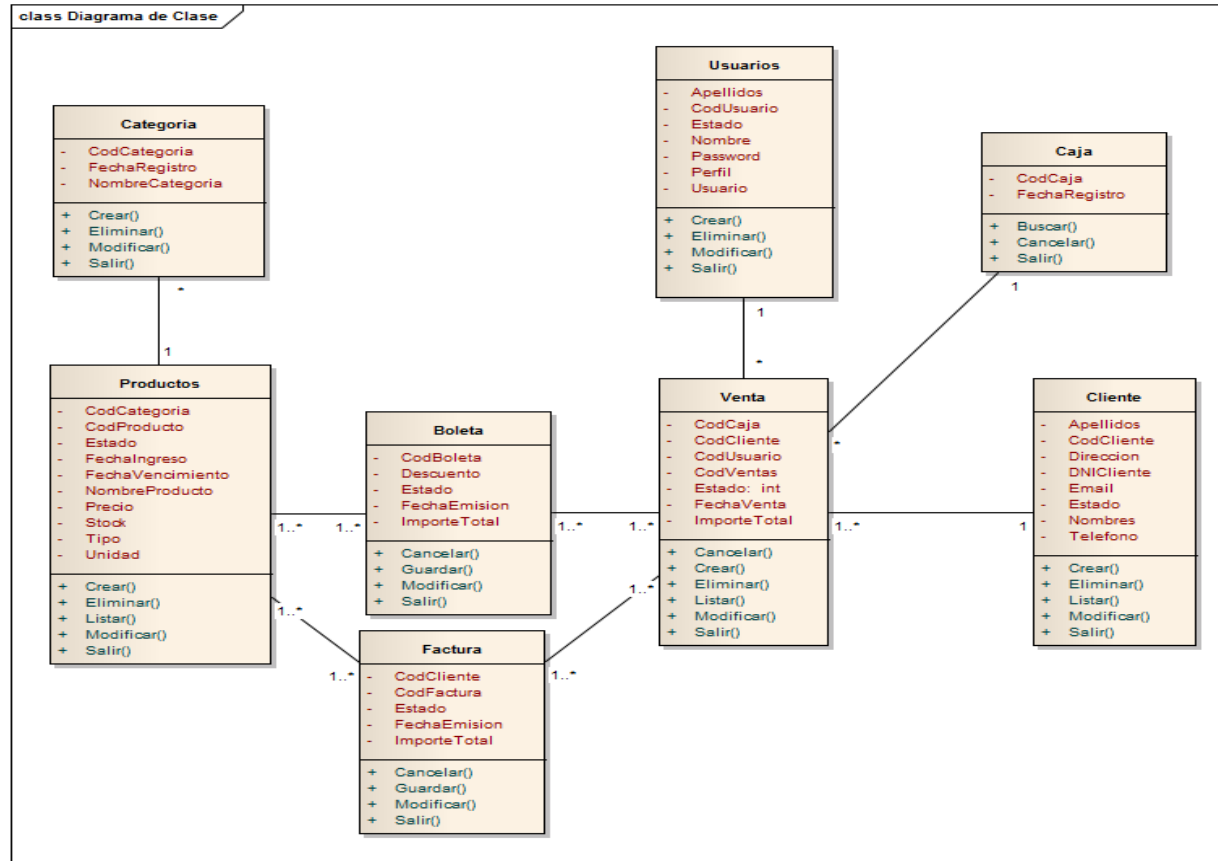 class Diagrama de Clase
Categoria
- CodCategoria
- FechaRegistro
- NombreCategoria
+ Crear()
+ Eliminar()
+ Modificar()
+ Salir()
*
1
Usuarios
- Apellidos
- CodUsuario
- Estado
- Nombre
- Password
- Perfil
- Usuario
+ Crear()
+ Eliminar()
+ Modificar()
+ Salir()
1
*
Caja
- CodCaja
- FechaRegistro
+ Buscar()
+ Cancelar()
+ Salir()
1
*
Productos
- CodCategoria
- CodProducto
- Estado
- FechaIngreso
- FechaVencimiento
- NombreProducto
- Precio
- Stock
- Tipo
- Unidad
+ Crear()
+ Eliminar()
+ Listar()
+ Modificar()
+ Salir()
1..*
1..*
Boleta
- CodBoleta
- Descuento
- Estado
- FechaEmision
- ImporteTotal
+ Cancelar()
+ Guardar()
+ Modificar()
+ Salir()
1..*
1..*
Venta
- CodCaja
- CodCliente
- CodUsuario
- CodVentas
- Estado: int
- FechaVenta
- ImporteTotal
+ Cancelar()
+ Crear()
+ Eliminar()
+ Listar()
+ Modificar()
+ Salir()
1..*
1
Cliente
- Apellidos
- CodCliente
- Direccion
- DNICliente
- Email
- Estado
- Nombres
- Telefono
+ Crear()
+ Eliminar()
+ Listar()
+ Modificar()
+ Salir()
1..*
1..*
Factura
- CodCliente
- CodFactura
- Estado
- FechaEmision
- ImporteTotal
+ Cancelar()
+ Guardar()
+ Modificar()
+ Salir()
1..*
1..*